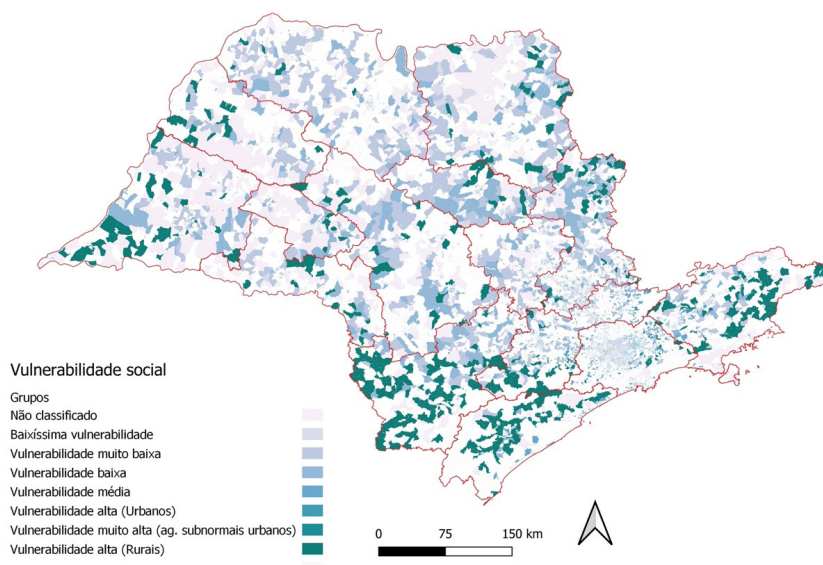 Vulnerabilidade social
Grupos
Não classificado
Baixíssima vulnerabilidade
Vulnerabilidade muito baixa
Vulnerabilidade baixa
Vulnerabilidade média
Vulnerabilidade alta (Urbanos)
Vulnerabilidade muito alta (ag. subnormais urbanos)
Vulnerabilidade alta (Rurais)
0 75 150 km